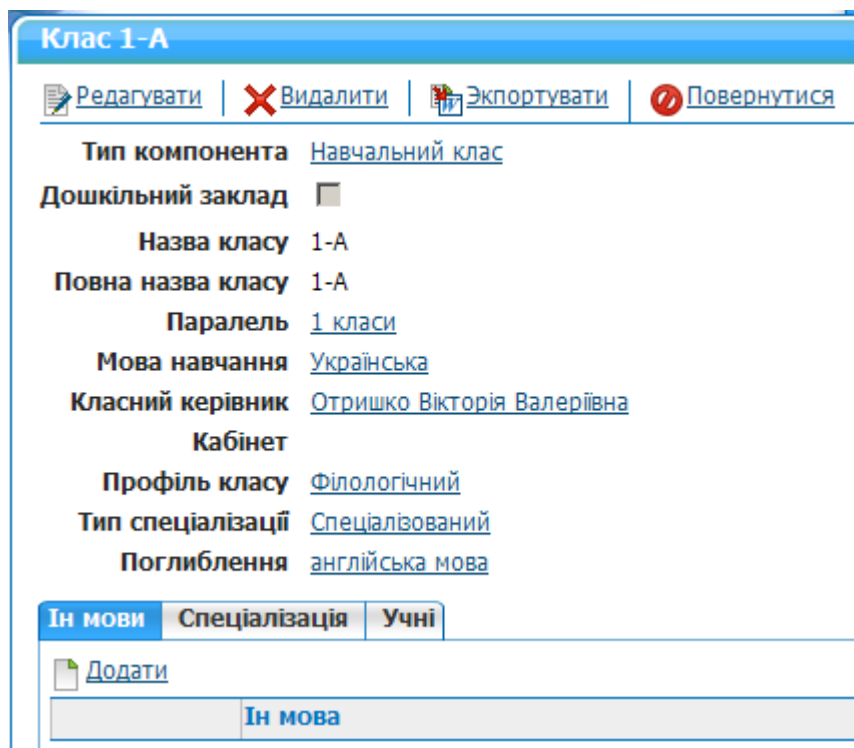 Клас 1-А
Редагувати Видалити Экпортувати Повернутися
Тип компонента Навчальний клас
Дошкільний заклад
Назва класу 1-А
Повна назва класу 1-А
Паралель 1 класи
Мова навчання Українська
Класний керівник Отришко Вікторія Валеріївна
Кабінет
Профіль класу Філологічний
Тип спеціалізації Спеціалізований
Поглиблення англійська мова
Ін мови Спеціалізація Учні
Додати
Ін мова